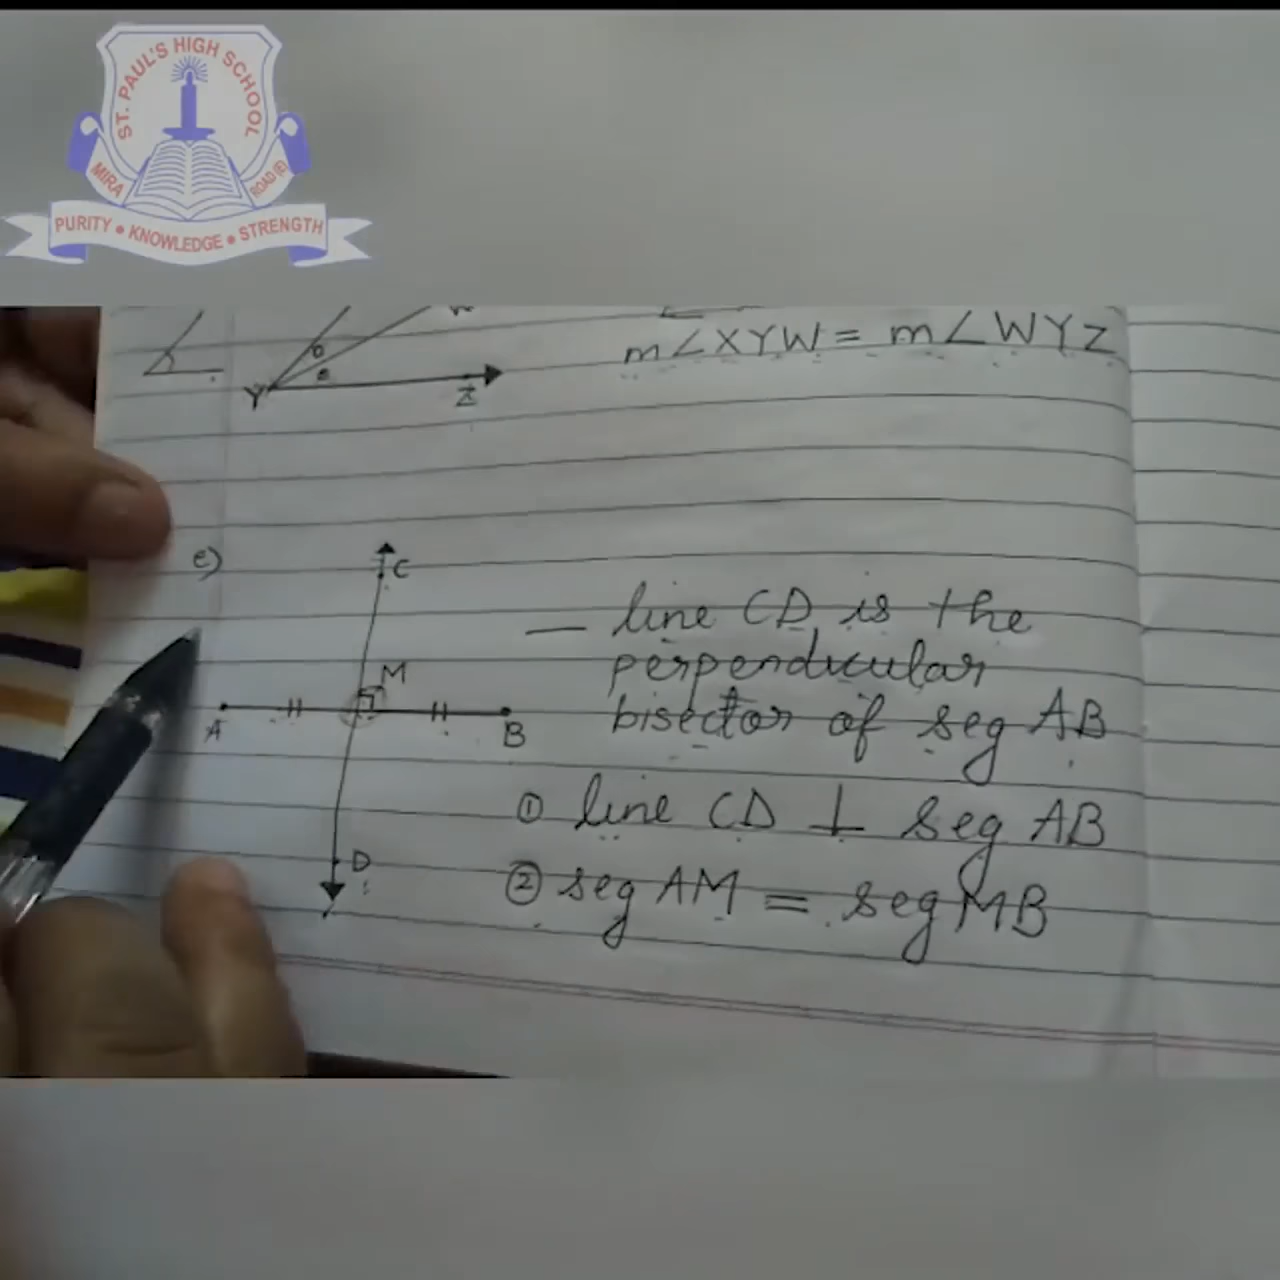 ST. PAUL'S HIGH SCHOOL
MIRA ROAD (E)
PURITY • KNOWLEDGE • STRENGTH
m∠XYW = m∠WYZ
Y Z
e)
C
M
A B
D
— line CD is the
perpendicular
bisector of seg AB
① line CD ⊥ seg AB
② seg AM = seg MB